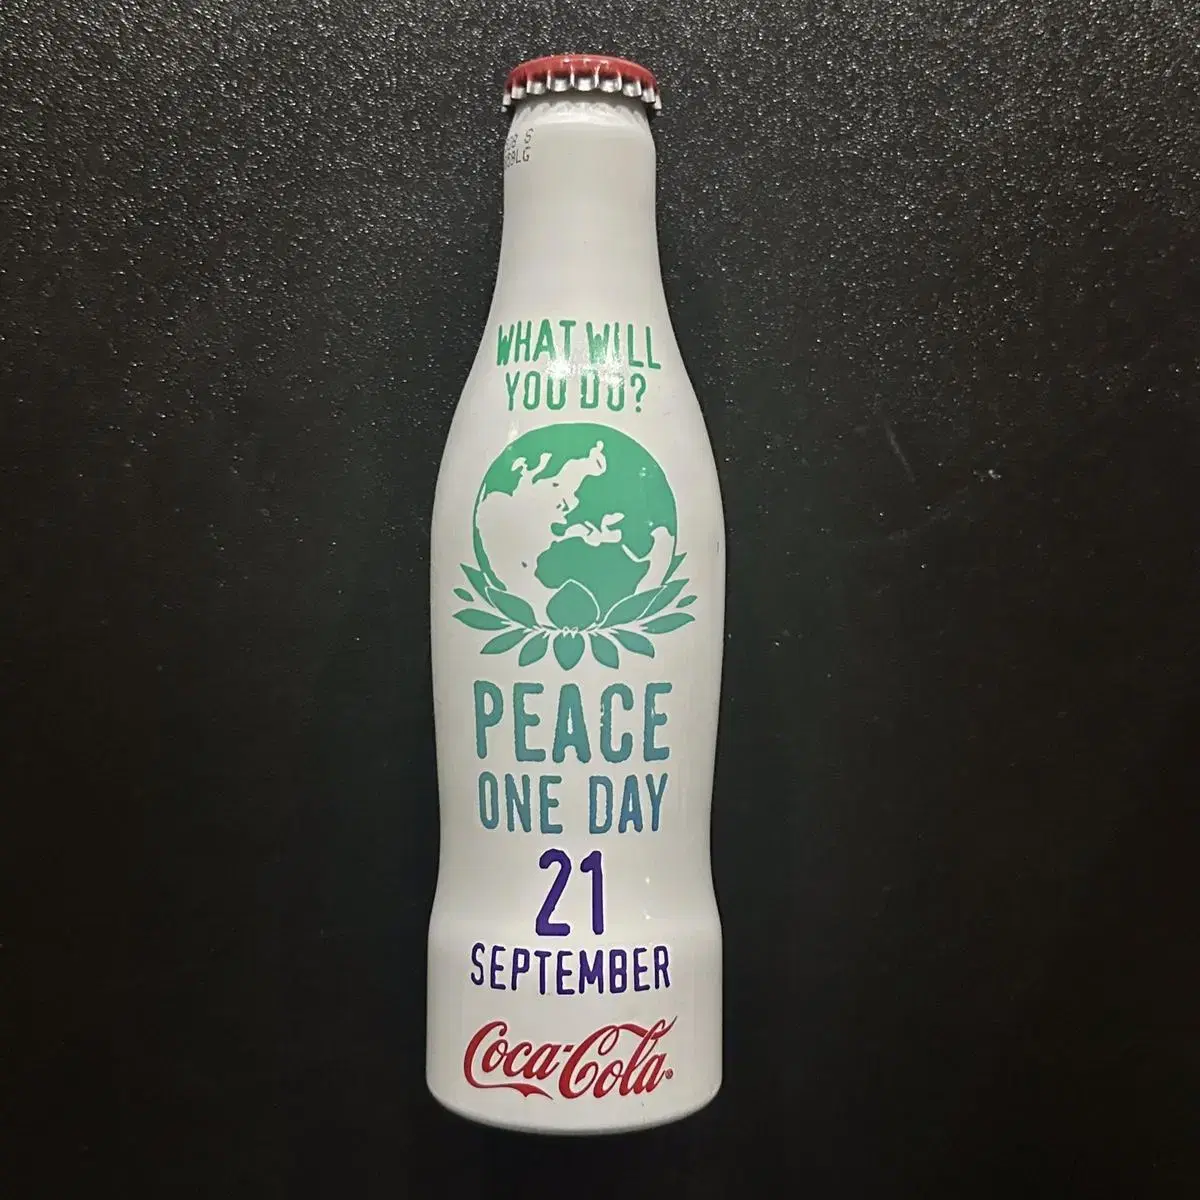 WHAT WILL
YOU DO?
PEACE
ONE DAY
21
SEPTEMBER
Coca-Cola®